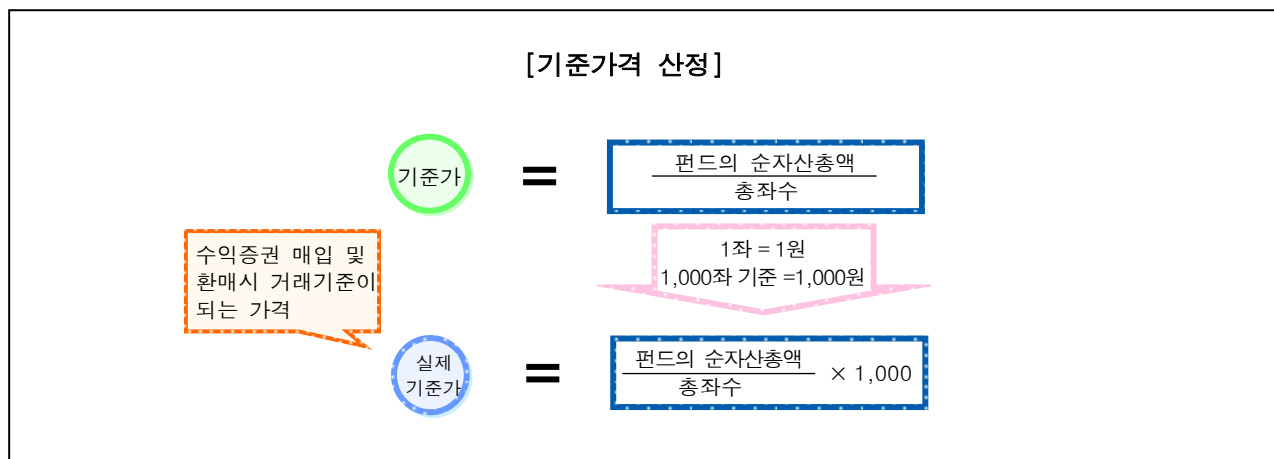 [기준가격 산정]
기준가
=
펀드의 순자산총액
총좌수
수익증권 매입 및
환매시 거래기준이
되는 가격
1좌 = 1원
1,000좌 기준 =1,000원
실제
기준가
=
펀드의 순자산총액
총좌수
× 1,000